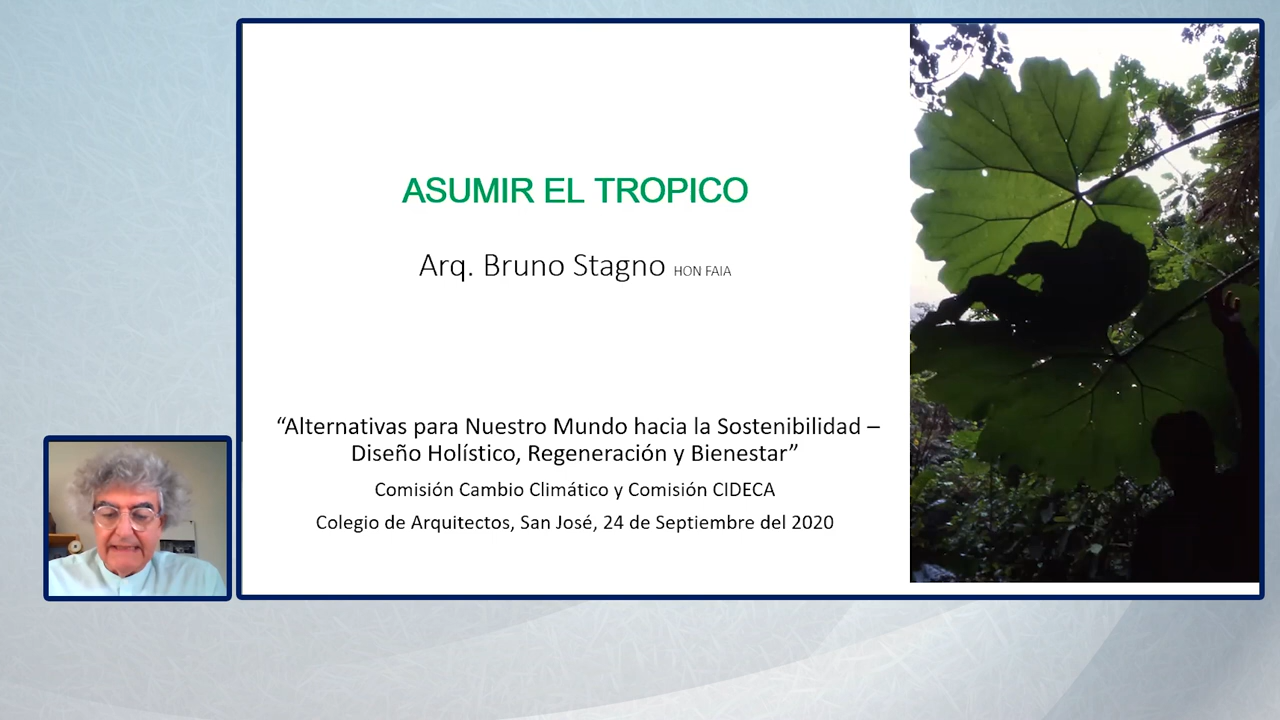 ASUMIR EL TROPICO
Arq. Bruno Stagno HON FAIA
“Alternativas para Nuestro Mundo hacia la Sostenibilidad –
Diseño Holístico, Regeneración y Bienestar”
Comisión Cambio Climático y Comisión CIDECA
Colegio de Arquitectos, San José, 24 de Septiembre del 2020